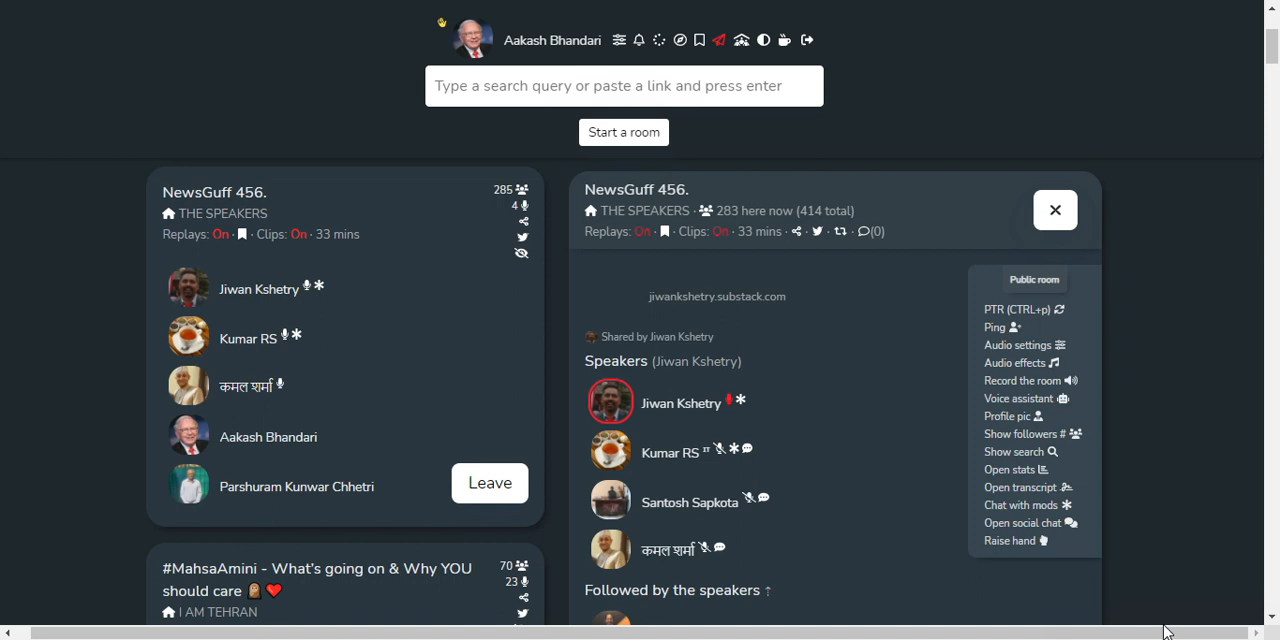 Aakash Bhandari
Type a search query or paste a link and press enter
Start a room
NewsGuff 456.
285
THE SPEAKERS
4
Replays: On · Clips: On · 33 mins
Jiwan Kshetry
Kumar RS
कमल शर्मा
Aakash Bhandari
Parshuram Kunwar Chhetri
Leave
#MahsaAmini - What's going on & Why YOU
should care
70
23
I AM TEHRAN
NewsGuff 456.
THE SPEAKERS · 283 here now (414 total)
Replays: On · Clips: On · 33 mins · (0)
jiwankshetry.substack.com
Shared by Jiwan Kshetry
Speakers (Jiwan Kshetry)
Jiwan Kshetry
Kumar RS
Santosh Sapkota
कमल शर्मा
Followed by the speakers ↑
Public room
PTR (CTRL+p)
Ping
Audio settings
Audio effects
Record the room
Voice assistant
Profile pic
Show followers #
Show search
Open stats
Open transcript
Chat with mods
Open social chat
Raise hand